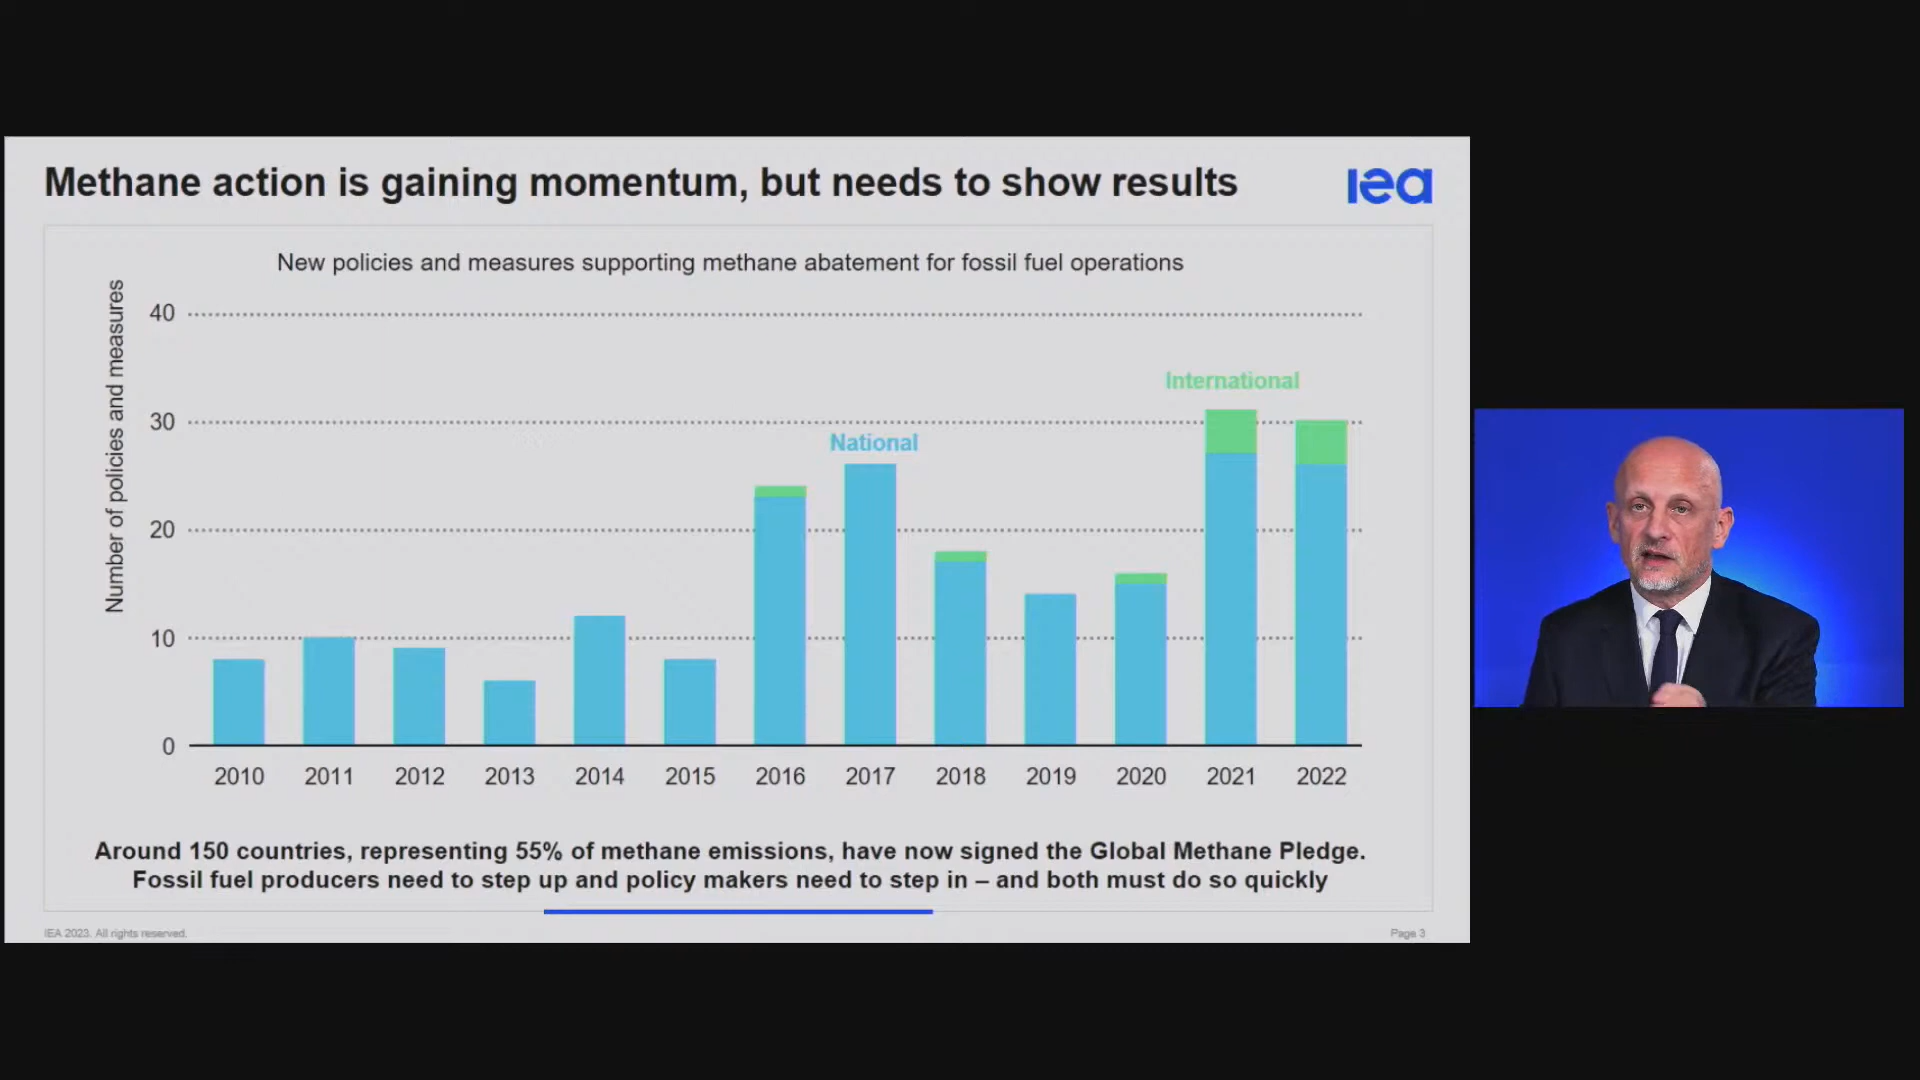 Methane action is gaining momentum, but needs to show results
iea
New policies and measures supporting methane abatement for fossil fuel operations
Number of policies and measures
40
30
20
10
0
International
National
2010 2011 2012 2013 2014 2015 2016 2017 2018 2019 2020 2021 2022
Around 150 countries, representing 55% of methane emissions, have now signed the Global Methane Pledge.
Fossil fuel producers need to step up and policy makers need to step in – and both must do so quickly
IEA 2023. All rights reserved.
Page 3